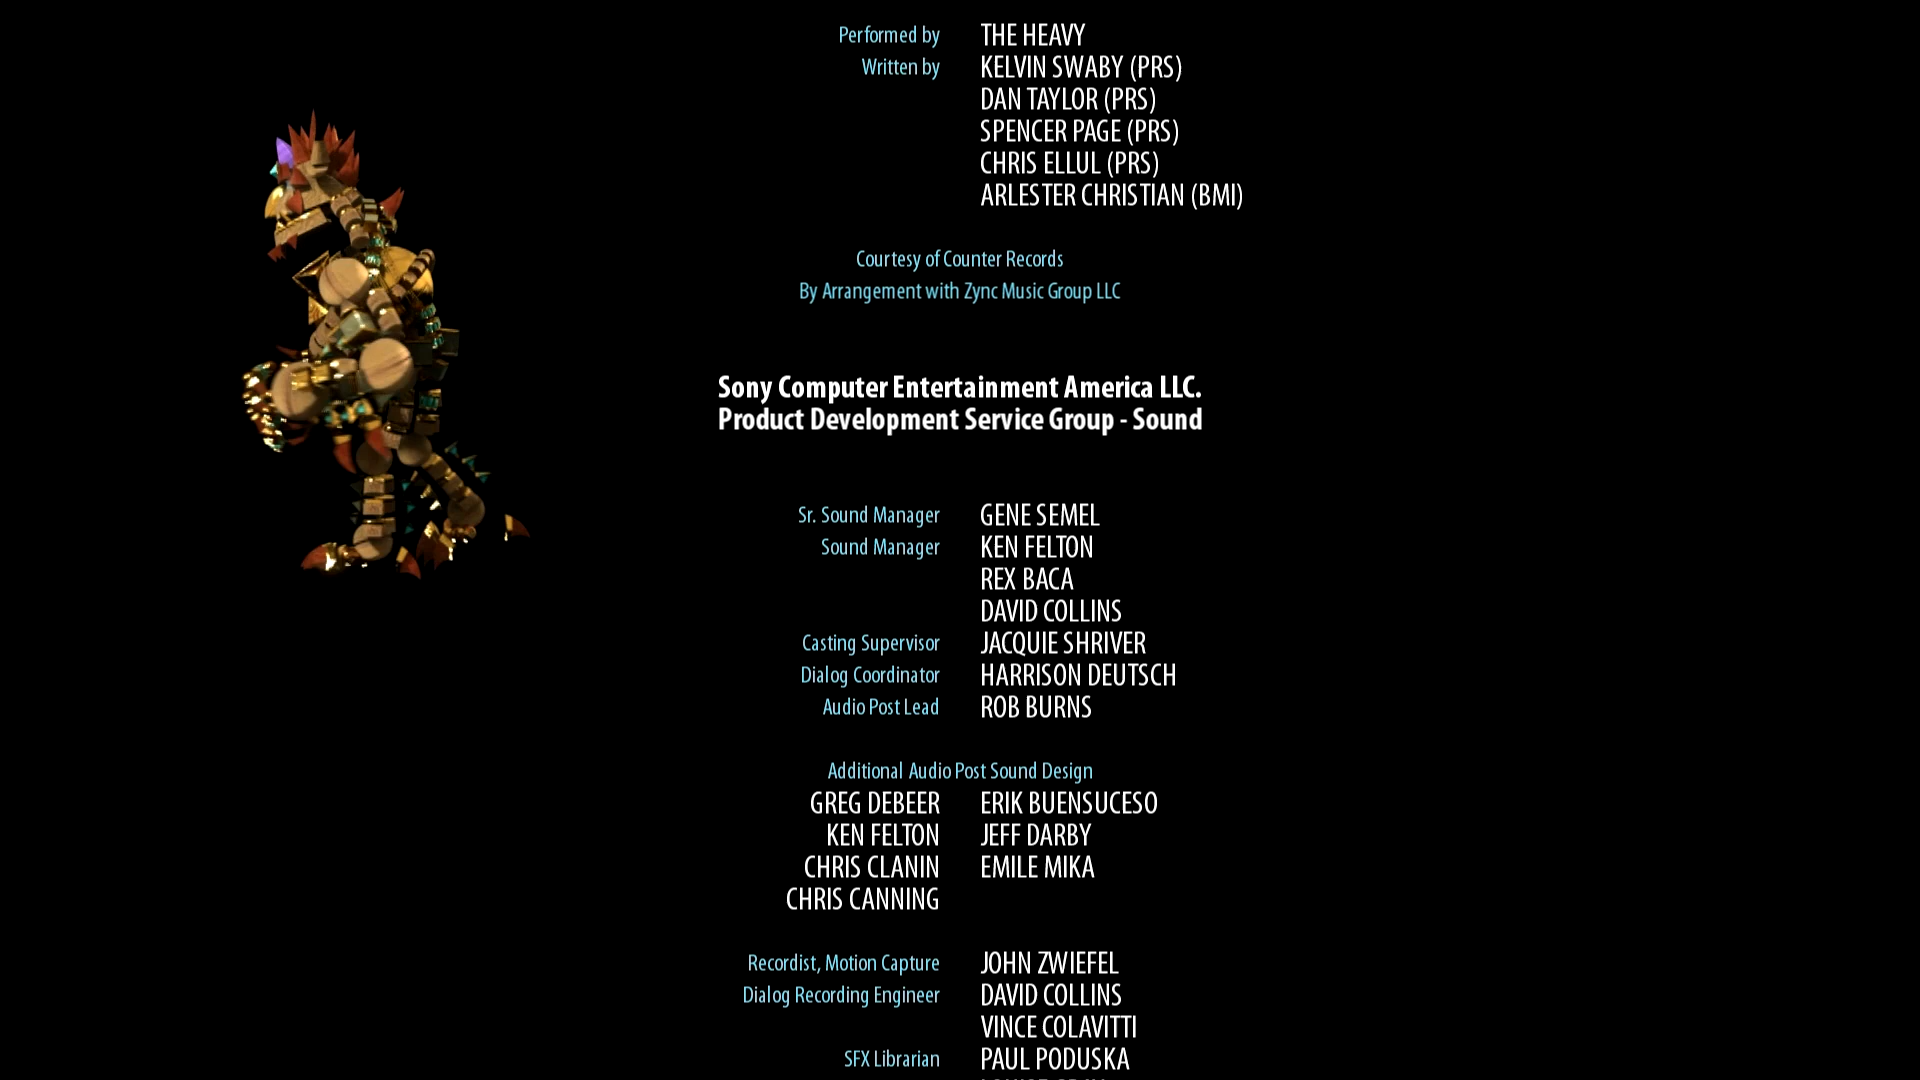 Performed by THE HEAVY
Written by KELVIN SWABY (PRS)
DAN TAYLOR (PRS)
SPENCER PAGE (PRS)
CHRIS ELLUL (PRS)
ARLESTER CHRISTIAN (BMI)
Courtesy of Counter Records
By Arrangement with Zync Music Group LLC
Sony Computer Entertainment America LLC.
Product Development Service Group - Sound
Sr. Sound Manager GENE SEMEL
Sound Manager KEN FELTON
REX BACA
DAVID COLLINS
Casting Supervisor JACQUIE SHRIVER
Dialog Coordinator HARRISON DEUTSCH
Audio Post Lead ROB BURNS
Additional Audio Post Sound Design
GREG DEBEER ERIK BUENSUCESO
KEN FELTON JEFF DARBY
CHRIS CLANIN EMILE MIKA
CHRIS CANNING
Recordist, Motion Capture JOHN ZWIEFEL
Dialog Recording Engineer DAVID COLLINS
VINCE COLAVITTI
SFX Librarian PAUL PODUSKA